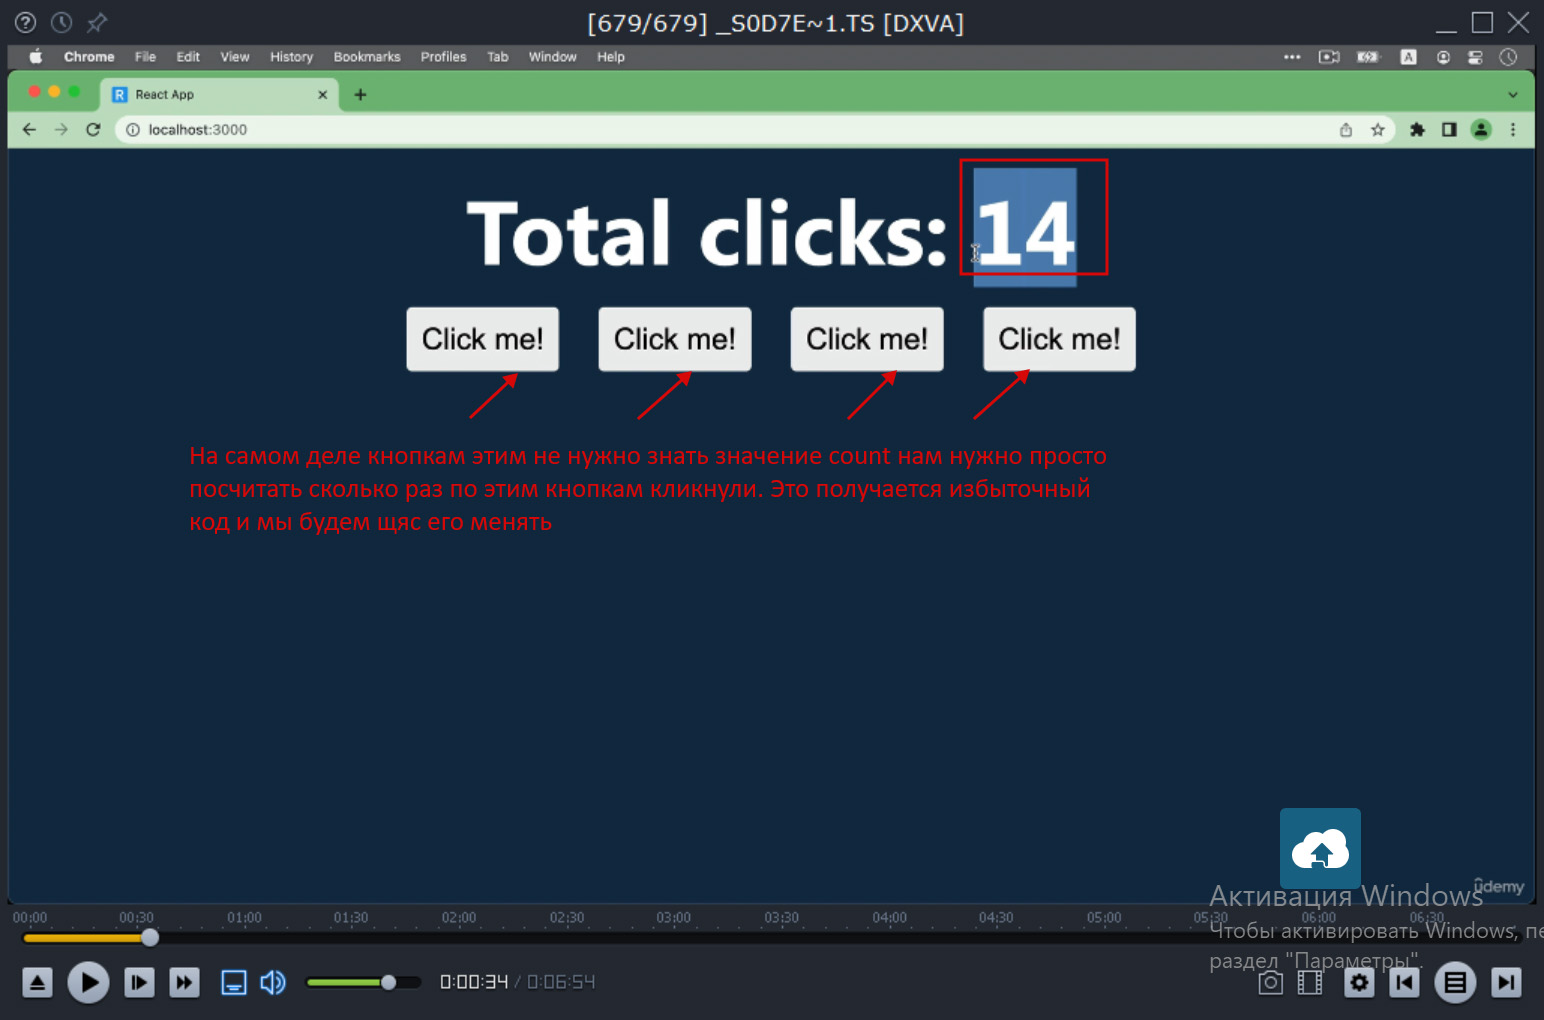 [679/679] _S0D7E~1.TS [DXVA]
Chrome File Edit View History Bookmarks Profiles Tab Window Help
A
R React App
localhost:3000
Total clicks: 14
Click me! Click me! Click me! Click me!
На самом деле кнопкам этим не нужно знать значение count нам нужно просто
посчитать сколько раз по этим кнопкам кликнули. Это получается избыточный
код и мы будем щяс его менять
ûdemy
Активация Windows
00:00 00:30 01:00 01:30 02:00 02:30 03:00 03:30 04:00 04:30 05:00 05:30 06:00 06:30
Чтобы активировать Windows, пе
раздел "Параметры".
0:00:34 / 0:06:54